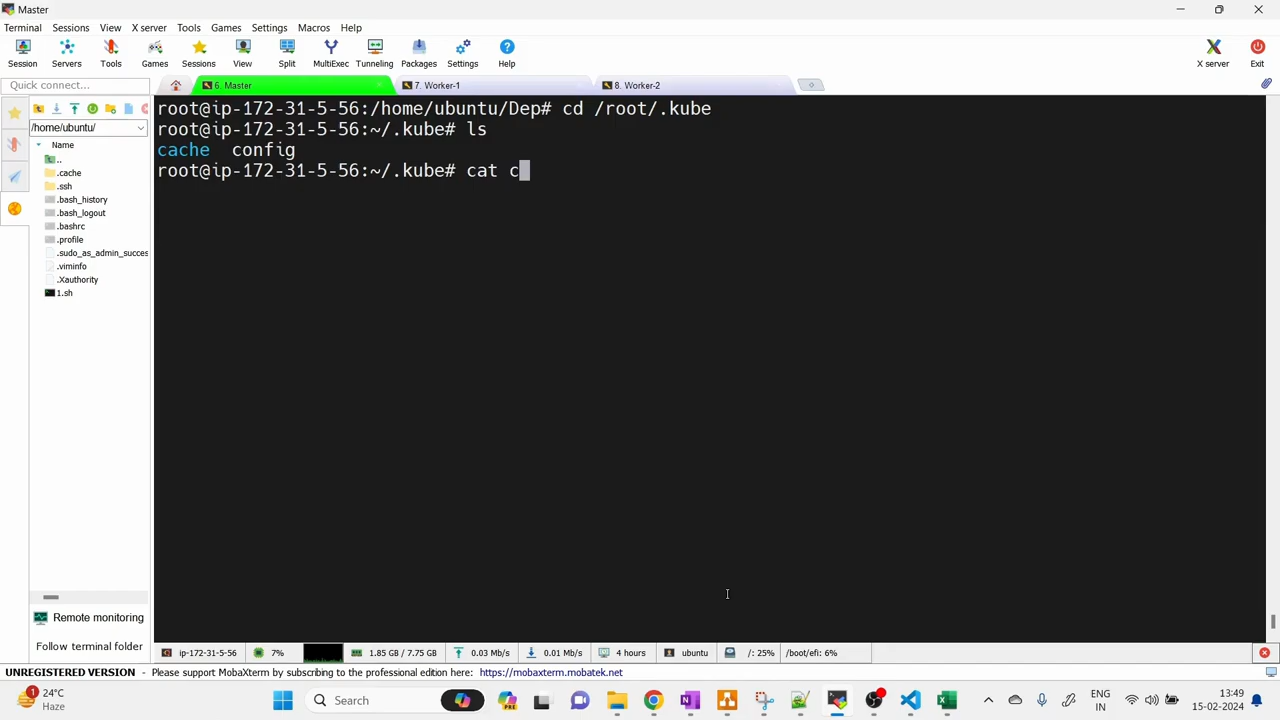 Master
Terminal Sessions View X server Tools Games Settings Macros Help
Session Servers Tools Games Sessions View Split MultiExec Tunneling Packages Settings Help X server Exit
Quick connect...
6. Master
7. Worker-1
8. Worker-2
/home/ubuntu/
Name
..
.cache
.ssh
.bash_history
.bash_logout
.bashrc
.profile
.sudo_as_admin_succes
.viminfo
.Xauthority
1.sh
root@ip-172-31-5-56:/home/ubuntu/Dep# cd /root/.kube
root@ip-172-31-5-56:~/.kube# ls
cache config
root@ip-172-31-5-56:~/.kube# cat c
Remote monitoring
Follow terminal folder
ip-172-31-5-56 7% 1.85 GB / 7.75 GB 0.03 Mb/s 0.01 Mb/s 4 hours ubuntu /: 25% /boot/efi: 6%
UNREGISTERED VERSION - Please support MobaXterm by subscribing to the professional edition here: https://mobaxterm.mobatek.net
1
24°C
Haze
Search
PRE
ENG
IN
13:49
15-02-2024